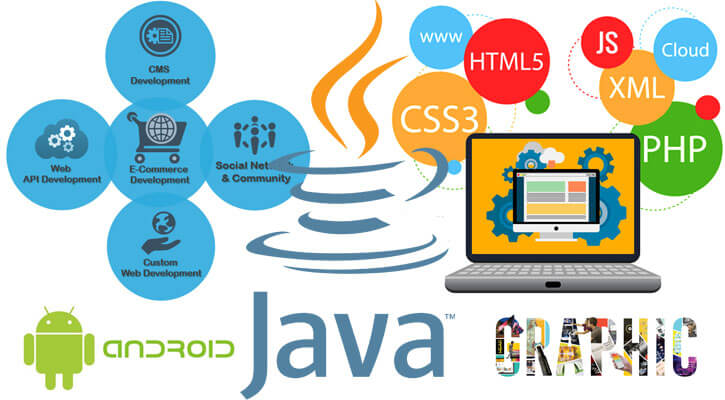 CMS
Development
Web
API Development
E-Commerce
Development
Social Netw
& Community
Custom
Web Development
www
HTML5
CSS3
JS
Cloud
XML
PHP
ANDROID
Java™
GRAPHIC